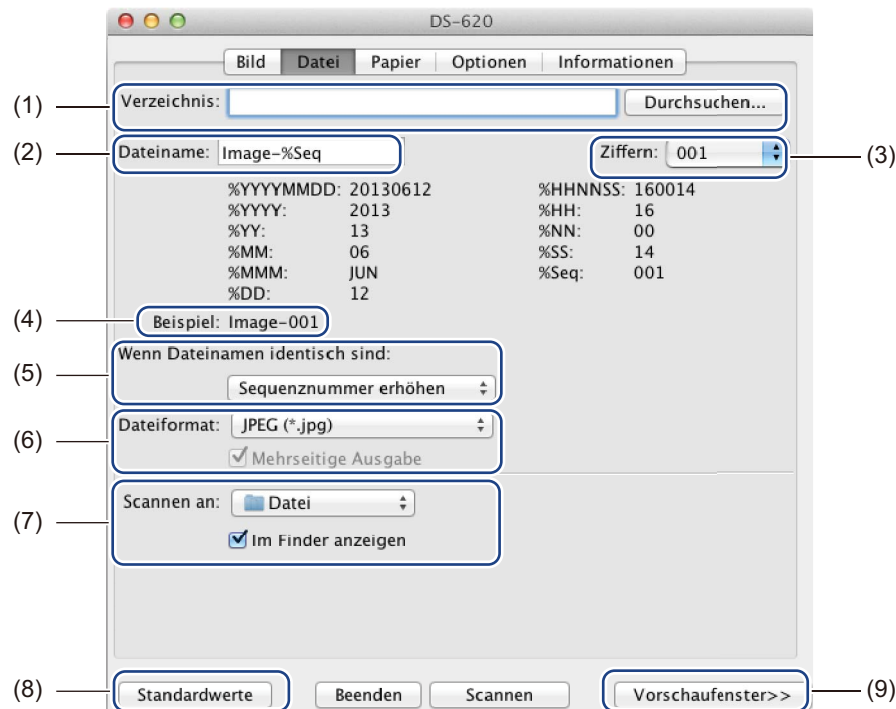 DS-620
Bild Datei Papier Optionen Informationen
(1) Verzeichnis: Durchsuchen...
(2) Dateiname: Image-%Seq Ziffern: 001 (3)
%YYYYMMDD: 20130612 %HHNNSS: 160014
%YYYY: 2013 %HH: 16
%YY: 13 %NN: 00
%MM: 06 %SS: 14
%MMM: JUN %Seq: 001
%DD: 12
(4) Beispiel: Image-001
Wenn Dateinamen identisch sind:
(5) Sequenznummer erhöhen
(6) Dateiformat: JPEG (*.jpg)
Mehrseitige Ausgabe
(7) Scannen an: Datei
Im Finder anzeigen
(8) Standardwerte Beenden Scannen Vorschaufenster>> (9)